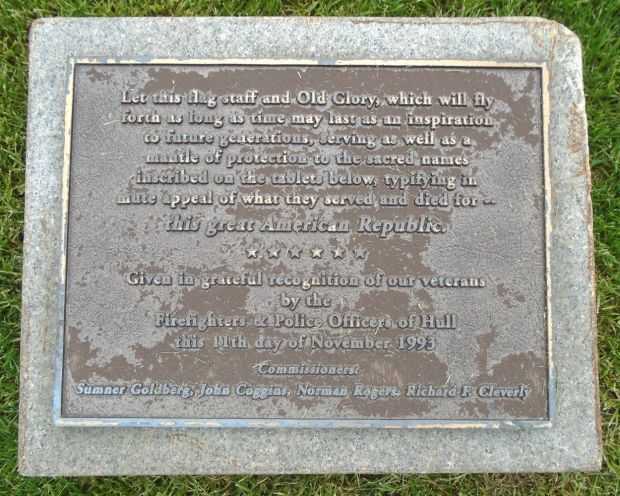 Let this flag staff and Old Glory, which will fly
forth as long as time may last as an inspiration
to future generations, serving as well as a
mantle of protection to the sacred names
inscribed on the tablets below, typifying in
mute appeal of what they served and died for --
this great American Republic.
Given in grateful recognition of our veterans
by the
Firefighters & Police Officers of Hull
this 11th day of November 1993
Commissioners:
Sumner Goldberg, John Coggins, Norman Rogers, Richard F. Cleverly